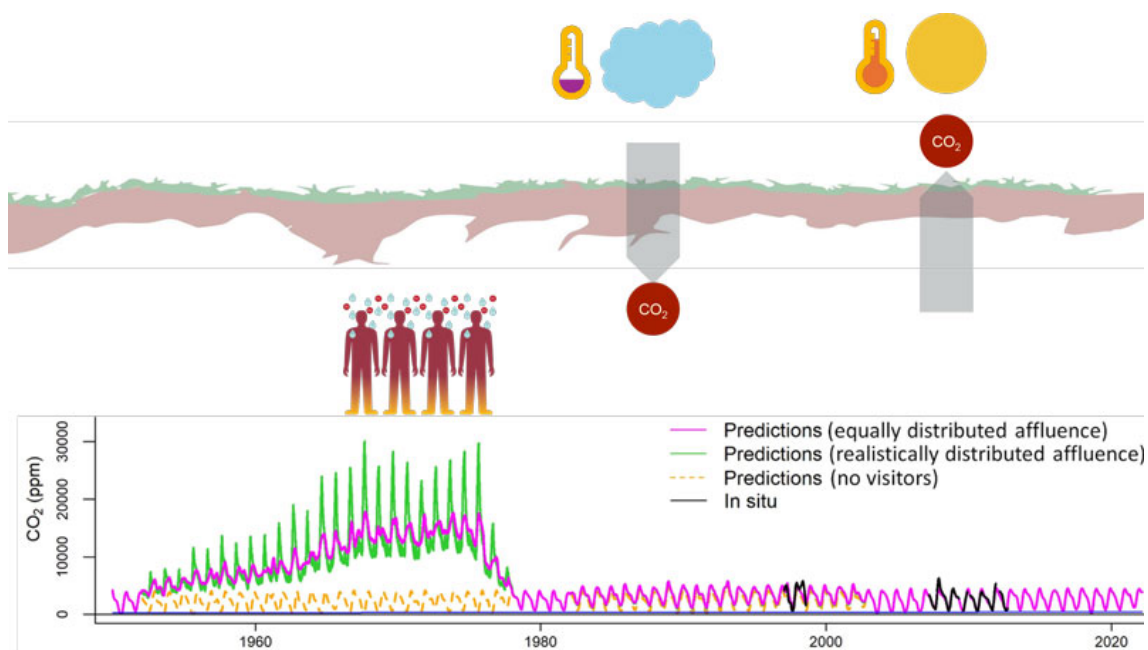 CO2
CO2
Predictions (equally distributed affluence)
Predictions (realistically distributed affluence)
Predictions (no visitors)
In situ
CO2 (ppm)
30000
20000
10000
0
1960
1980
2000
2020